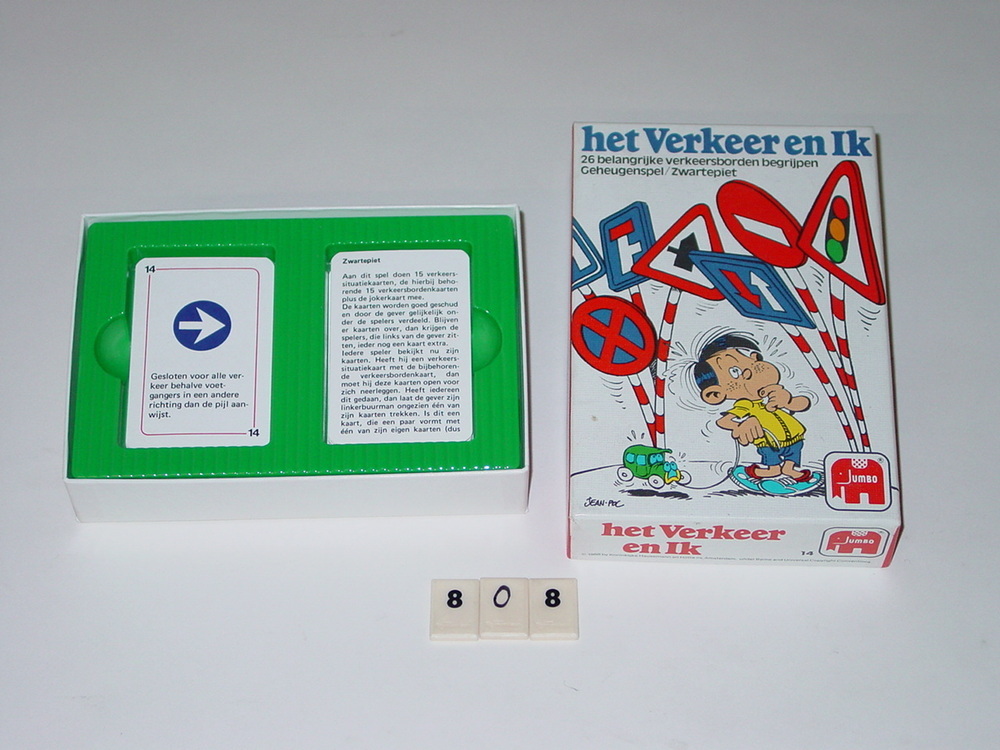 14
Gesloten voor alle ver-
keer behalve voet-
gangers in een andere
richting dan de pijl aan-
wijst.
14
Zwartepiet
Aan dit spel doen 15 verkeers-
situatiekaarten, de hierbij beho-
rende 15 verkeersbordenkaarten
plus de jokerkaart mee.
De kaarten worden goed geschud
en door de gever gelijkelijk on-
der de spelers verdeeld. Blijven
er kaarten over, dan krijgen de
spelers, die links van de gever zit-
ten, ieder nog een kaart extra.
Iedere speler bekijkt nu zijn
kaarten. Heeft hij een verkeers-
situatiekaart met de bijbehoren-
de verkeersbordenkaart, dan
moet hij deze kaarten open voor
zich neerleggen. Heeft iedereen
dit gedaan, dan laat de gever zijn
linkerbuurman ongezien één van
zijn kaarten trekken. Is dit een
kaart, die een paar vormt met
één van zijn eigen kaarten (dus
het Verkeer en Ik
26 belangrijke verkeersborden begrijpen
Geheugenspel/Zwartepiet
JEAN-POL
JUMBO
het Verkeer
en Ik
14
JUMBO
8 0 8